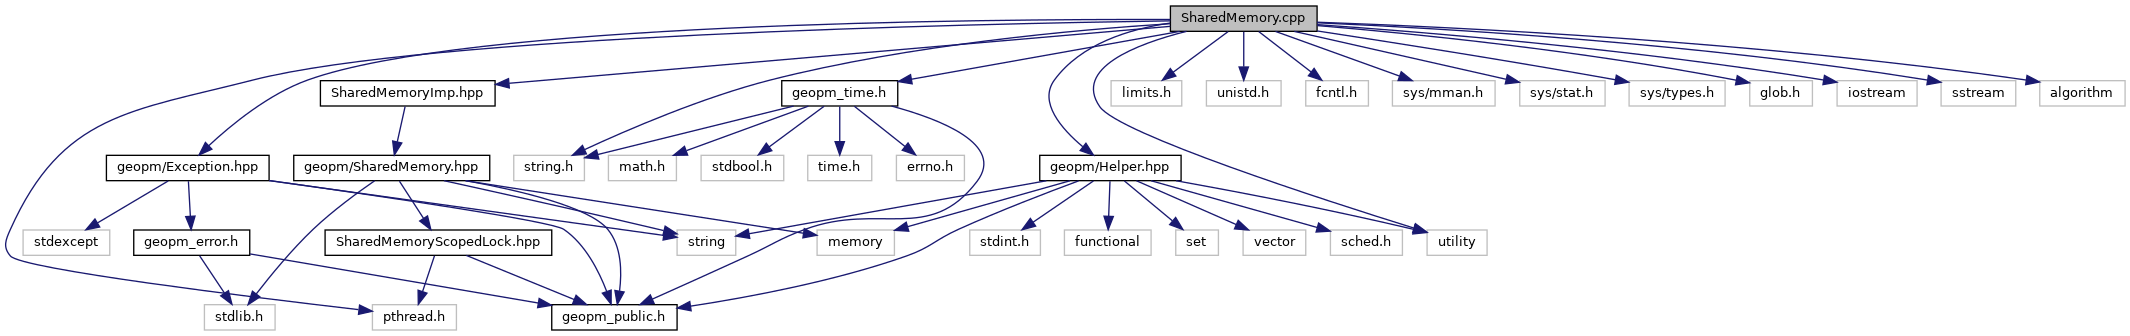 SharedMemory.cpp
SharedMemoryImp.hpp
geopm_time.h
limits.h
unistd.h
fcntl.h
sys/mman.h
sys/stat.h
sys/types.h
glob.h
iostream
sstream
algorithm
geopm/Exception.hpp
geopm/SharedMemory.hpp
string.h
math.h
stdbool.h
time.h
errno.h
geopm/Helper.hpp
stdexcept
geopm_error.h
SharedMemoryScopedLock.hpp
string
memory
stdint.h
functional
set
vector
sched.h
utility
stdlib.h
pthread.h
geopm_public.h